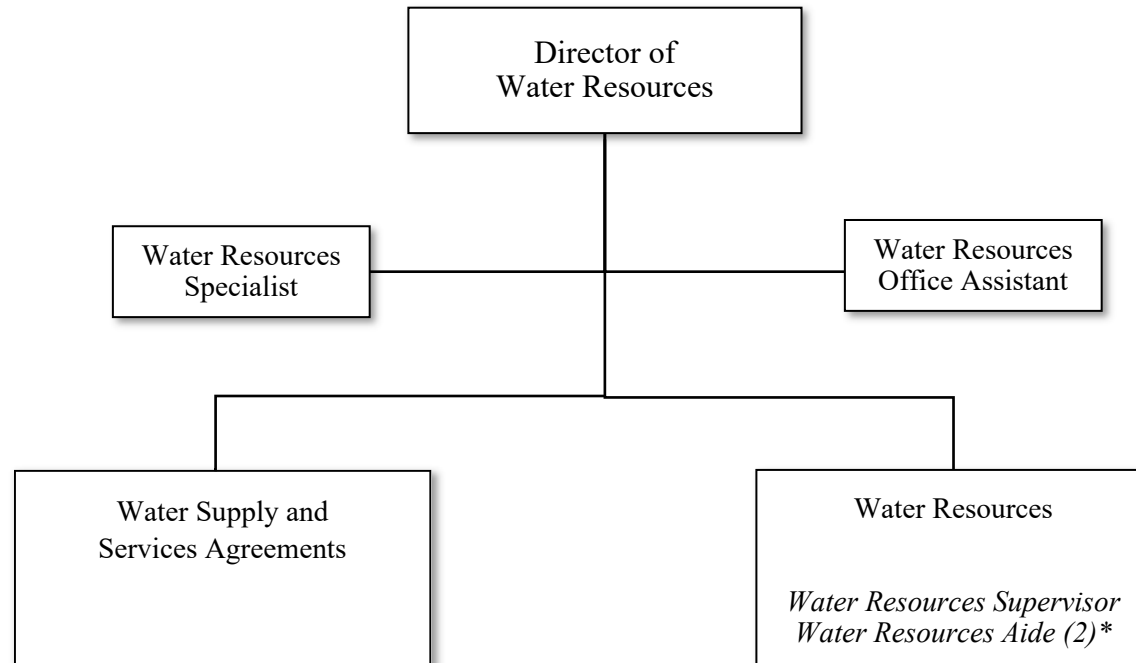 Director of
Water Resources
Water Resources
Specialist
Water Resources
Office Assistant
Water Supply and
Services Agreements
Water Resources
Water Resources Supervisor
Water Resources Aide (2)*